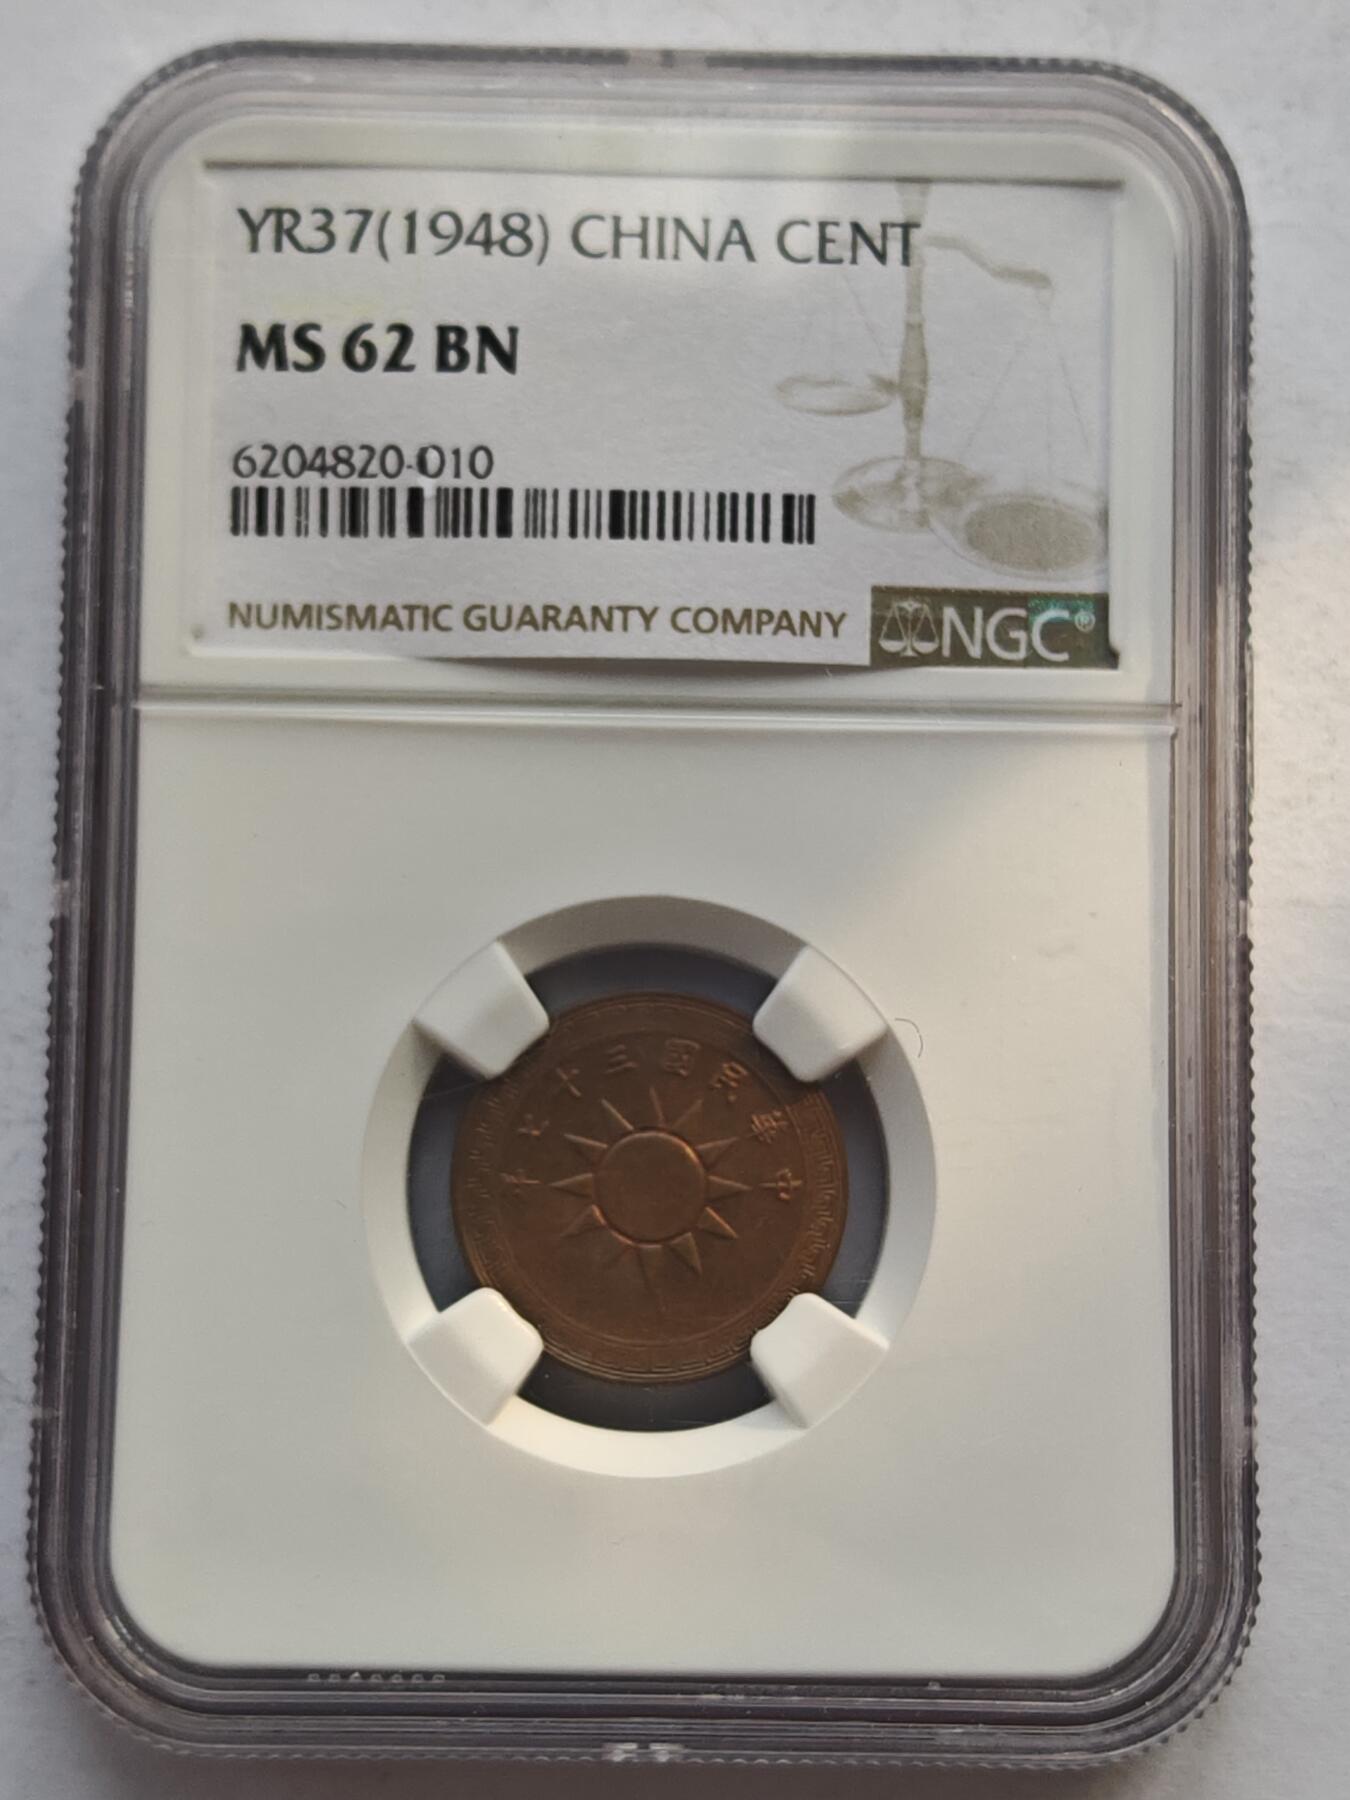 YR37(1948) CHINA CENT
MS 62 BN
6204820-010
NUMISMATIC GUARANTY COMPANY
NGC®
年七十三國民華中